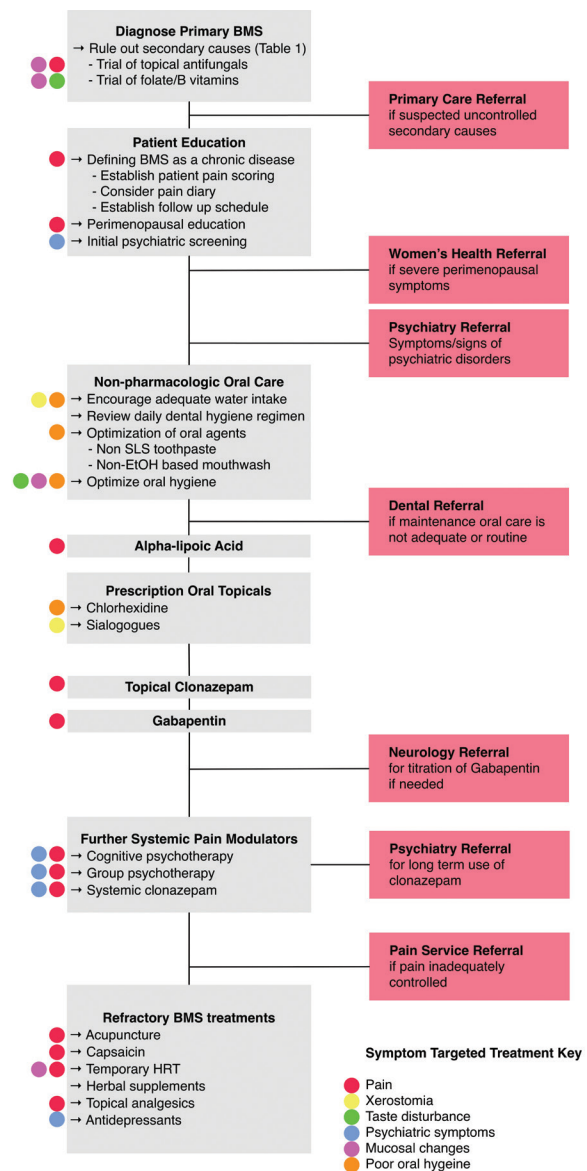 Diagnose Primary BMS
→ Rule out secondary causes (Table 1)
- Trial of topical antifungals
- Trial of folate/B vitamins
Primary Care Referral
if suspected uncontrolled
secondary causes
Patient Education
→ Defining BMS as a chronic disease
- Establish patient pain scoring
- Consider pain diary
- Establish follow up schedule
→ Perimenopausal education
→ Initial psychiatric screening
Women's Health Referral
if severe perimenopausal
symptoms
Psychiatry Referral
Symptoms/signs of
psychiatric disorders
Non-pharmacologic Oral Care
→ Encourage adequate water intake
→ Review daily dental hygiene regimen
→ Optimization of oral agents
- Non SLS toothpaste
- Non-EtOH based mouthwash
→ Optimize oral hygiene
Dental Referral
if maintenance oral care is
not adequate or routine
Alpha-lipoic Acid
Prescription Oral Topicals
→ Chlorhexidine
→ Sialogogues
Topical Clonazepam
Gabapentin
Neurology Referral
for titration of Gabapentin
if needed
Further Systemic Pain Modulators
→ Cognitive psychotherapy
→ Group psychotherapy
→ Systemic clonazepam
Psychiatry Referral
for long term use of
clonazepam
Pain Service Referral
if pain inadequately
controlled
Refractory BMS treatments
→ Acupuncture
→ Capsaicin
→ Temporary HRT
→ Herbal supplements
→ Topical analgesics
→ Antidepressants
Symptom Targeted Treatment Key
Pain
Xerostomia
Taste disturbance
Psychiatric symptoms
Mucosal changes
Poor oral hygeine